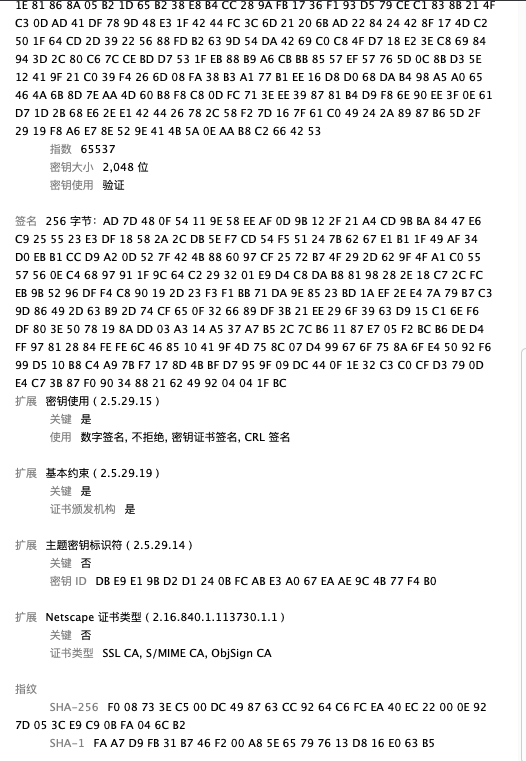 1E 81 86 8A 05 B2 1D 65 B2 38 E8 B4 CC 28 9A FB 17 36 F1 93 D5 79 CE C1 83 8B 21 4F
C3 0D AD 41 DF 78 9D 48 E3 1F 42 44 FC 3C 6D 21 20 6B AD 22 84 24 42 8F 17 4D C2
50 1F 64 CD 2D 39 22 56 88 FD B2 63 9D 54 DA 42 69 C0 C8 4F D7 18 E2 3E C8 69 84
94 3D 2C 80 C6 7C CE BD D7 53 1F EB 88 B9 A6 CB BB 85 57 EF 57 76 5D 0C 8B D3 5E
12 41 9F 21 C0 39 F4 26 6D 08 FA 38 B3 A1 77 B1 EE 16 D8 D0 68 DA B4 98 A5 A0 65
46 4A 6B 8D 7E AA 4D 60 B8 F8 C8 0D FC 71 3E EE 39 87 81 B4 D9 F8 6E 90 EE 3F 0E 61
D7 1D 2B 68 E6 2E E1 42 44 26 78 2C 58 F2 7D 16 7F 61 C0 49 24 2A 89 87 B6 5D 2F
29 19 F8 A6 E7 8E 52 9E 41 4B 5A 0E AA B8 C2 66 42 53
指数 65537
密钥大小 2,048 位
密钥使用 验证
签名 256 字节：AD 7D 48 0F 54 11 9E 58 EE AF 0D 9B 12 2F 21 A4 CD 9B BA 84 47 E6
C9 25 55 23 E3 DF 18 58 2A 2C DB 5E F7 CD 54 F5 51 24 7B 62 67 E1 B1 1F 49 AF 34
D0 EB B1 CC D9 A2 0D 52 7F 42 4B 88 60 97 CF 25 72 B7 4F 29 2D 62 9F 4F A1 C0 55
57 56 0E C4 68 97 91 1F 9C 64 C2 29 32 01 E9 D4 C8 DA B8 81 98 28 2E 18 C7 2C FC
EB 9B 52 96 DF F4 C8 90 19 2D 23 F3 F1 BB 71 DA 9E 85 23 BD 1A EF 2E E4 7A 79 B7 C3
9D 86 49 2D 63 B9 2D 74 CF 65 0F 32 66 89 DF 3B 21 EE 29 6F 39 63 D9 15 C1 6E F6
DF 80 3E 50 78 19 8A DD 03 A3 14 A5 37 A7 B5 2C 7C B6 11 87 E7 05 F2 BC B6 DE D4
FF 97 81 28 84 FE FE 6C 46 85 10 41 9F 4D 75 8C 07 D4 99 67 6F 75 8A 6F E4 50 92 F6
99 D5 10 B8 C4 A9 7B F7 17 8D 4B BF D7 95 9F 09 DC 44 0F 1E 32 C3 C0 CF D3 79 0D
E4 C7 3B 87 F0 90 34 88 21 62 49 92 04 04 1F BC
扩展 密钥使用 ( 2.5.29.15 )
关键 是
使用 数字签名, 不拒绝, 密钥证书签名, CRL 签名
扩展 基本约束 ( 2.5.29.19 )
关键 是
证书颁发机构 是
扩展 主题密钥标识符 ( 2.5.29.14 )
关键 否
密钥 ID DB E9 E1 9B D2 D1 24 0B FC AB E3 A0 67 EA AE 9C 4B 77 F4 B0
扩展 Netscape 证书类型 ( 2.16.840.1.113730.1.1 )
关键 否
证书类型 SSL CA, S/MIME CA, ObjSign CA
指纹
SHA-256 F0 08 73 3E C5 00 DC 49 87 63 CC 92 64 C6 FC EA 40 EC 22 00 0E 92
7D 05 3C E9 C9 0B FA 04 6C B2
SHA-1 FA A7 D9 FB 31 B7 46 F2 00 A8 5E 65 79 76 13 D8 16 E0 63 B5